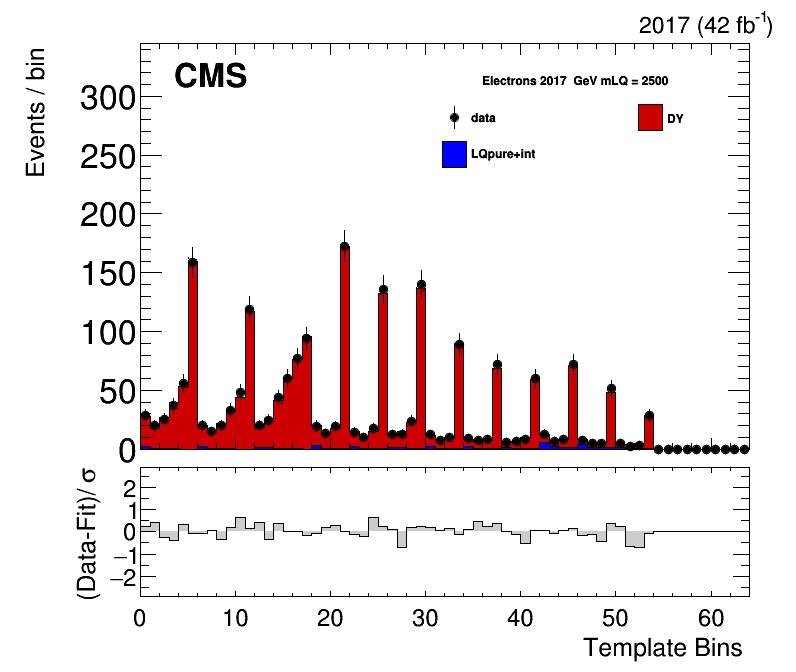 2017 (42 fb-1)
CMS
Electrons 2017 GeV mLQ = 2500
data
DY
LQpure+int
Events / bin
300
250
200
150
100
50
0
(Data-Fit)/ σ
2
1
0
−1
−2
0 10 20 30 40 50 60
Template Bins